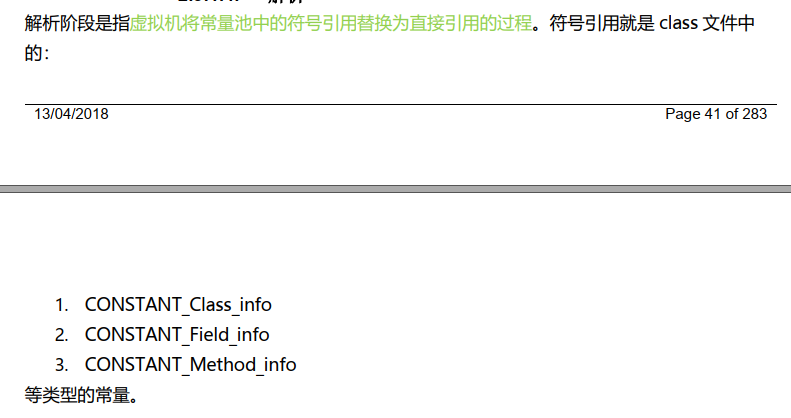 解析阶段是指虚拟机将常量池中的符号引用替换为直接引用的过程。符号引用就是 class 文件中
的：
13/04/2018 Page 41 of 283
1. CONSTANT_Class_info
2. CONSTANT_Field_info
3. CONSTANT_Method_info
等类型的常量。